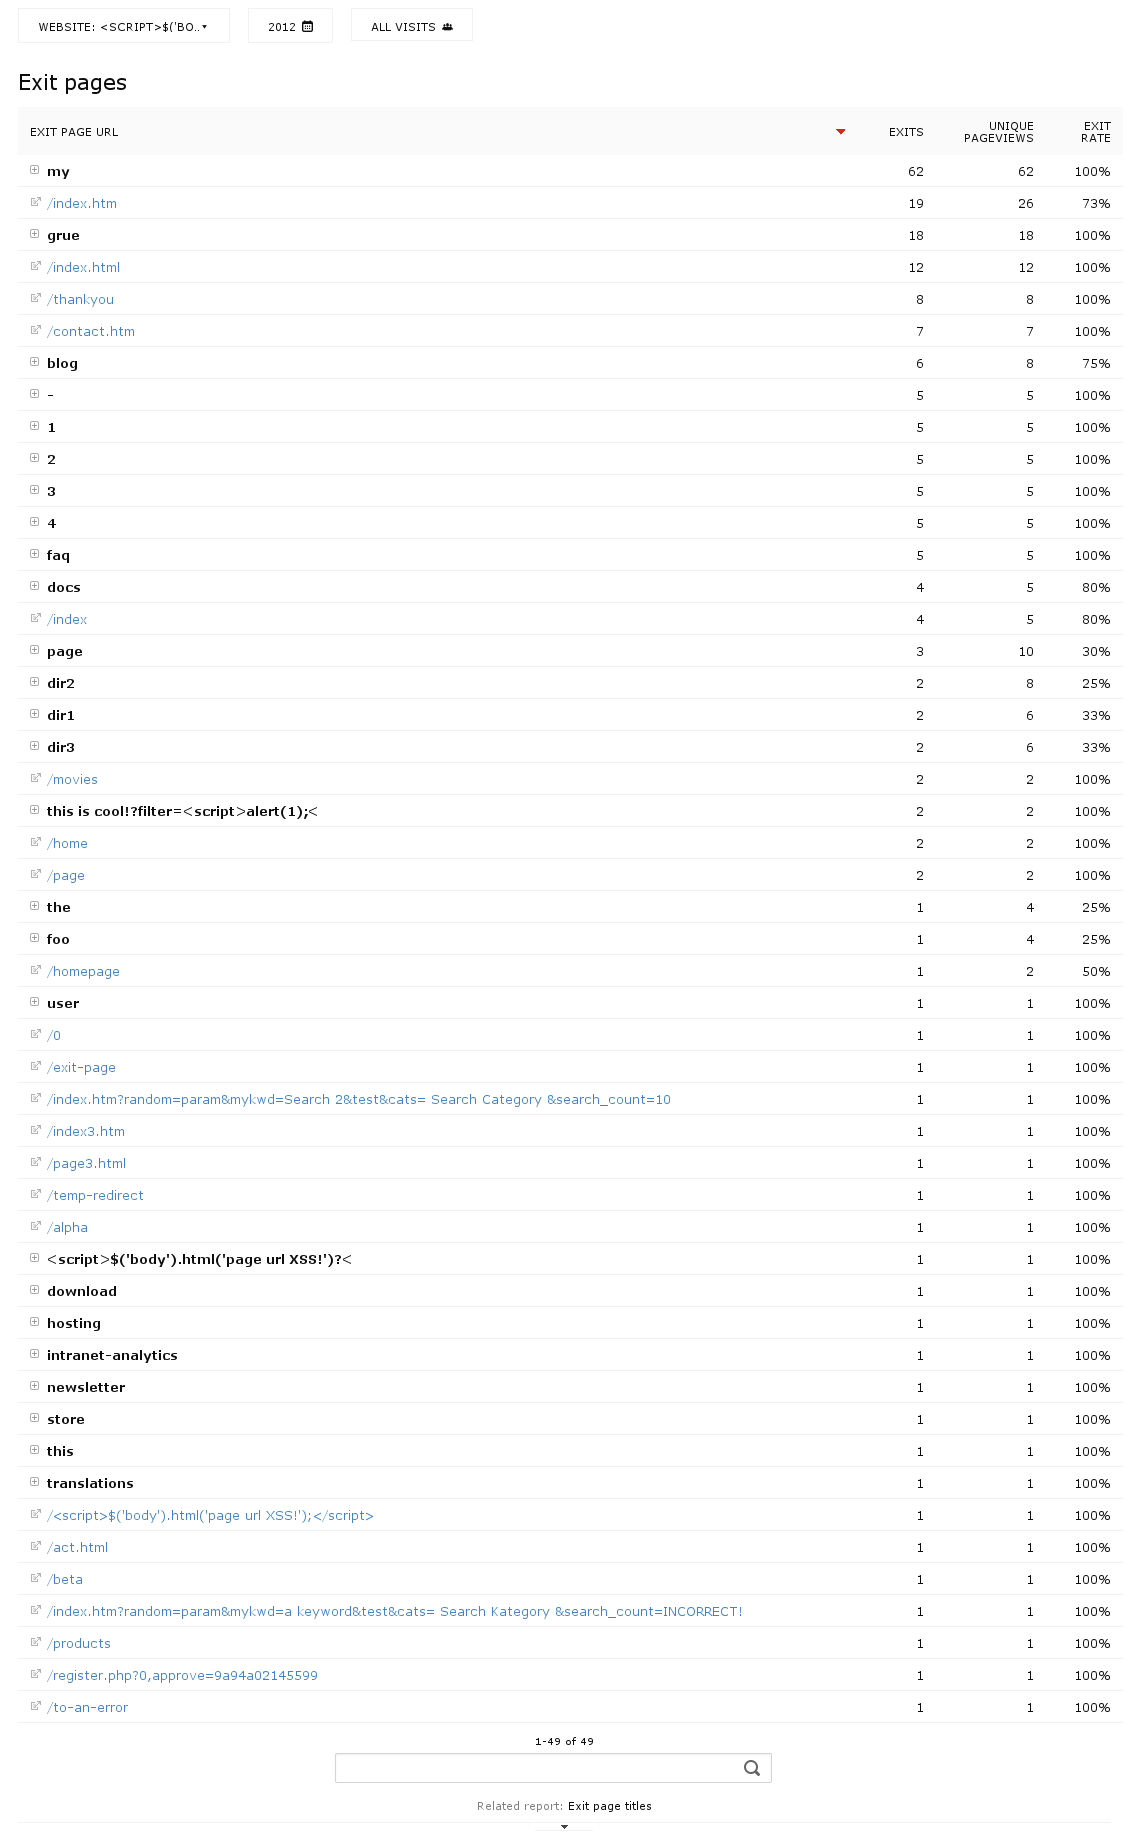 WEBSITE: <SCRIPT>$('BO.. 2012 ALL VISITS
Exit pages
EXIT PAGE URL EXITS UNIQUE PAGEVIEWS EXIT RATE
my 62 62 100%
/index.htm 19 26 73%
grue 18 18 100%
/index.html 12 12 100%
/thankyou 8 8 100%
/contact.htm 7 7 100%
blog 6 8 75%
- 5 5 100%
1 5 5 100%
2 5 5 100%
3 5 5 100%
4 5 5 100%
faq 5 5 100%
docs 4 5 80%
/index 4 5 80%
page 3 10 30%
dir2 2 8 25%
dir1 2 6 33%
dir3 2 6 33%
/movies 2 2 100%
this is cool!?filter=<script>alert(1);< 2 2 100%
/home 2 2 100%
/page 2 2 100%
the 1 4 25%
foo 1 4 25%
/homepage 1 2 50%
user 1 1 100%
/0 1 1 100%
/exit-page 1 1 100%
/index.htm?random=param&mykwd=Search 2&test&cats= Search Category &search_count=10 1 1 100%
/index3.htm 1 1 100%
/page3.html 1 1 100%
/temp-redirect 1 1 100%
/alpha 1 1 100%
<script>$('body').html('page url XSS!')?< 1 1 100%
download 1 1 100%
hosting 1 1 100%
intranet-analytics 1 1 100%
newsletter 1 1 100%
store 1 1 100%
this 1 1 100%
translations 1 1 100%
/<script>$('body').html('page url XSS!');</script> 1 1 100%
/act.html 1 1 100%
/beta 1 1 100%
/index.htm?random=param&mykwd=a keyword&test&cats= Search Kategory &search_count=INCORRECT! 1 1 100%
/products 1 1 100%
/register.php?0,approve=9a94a02145599 1 1 100%
/to-an-error 1 1 100%
1-49 of 49
Related report: Exit page titles